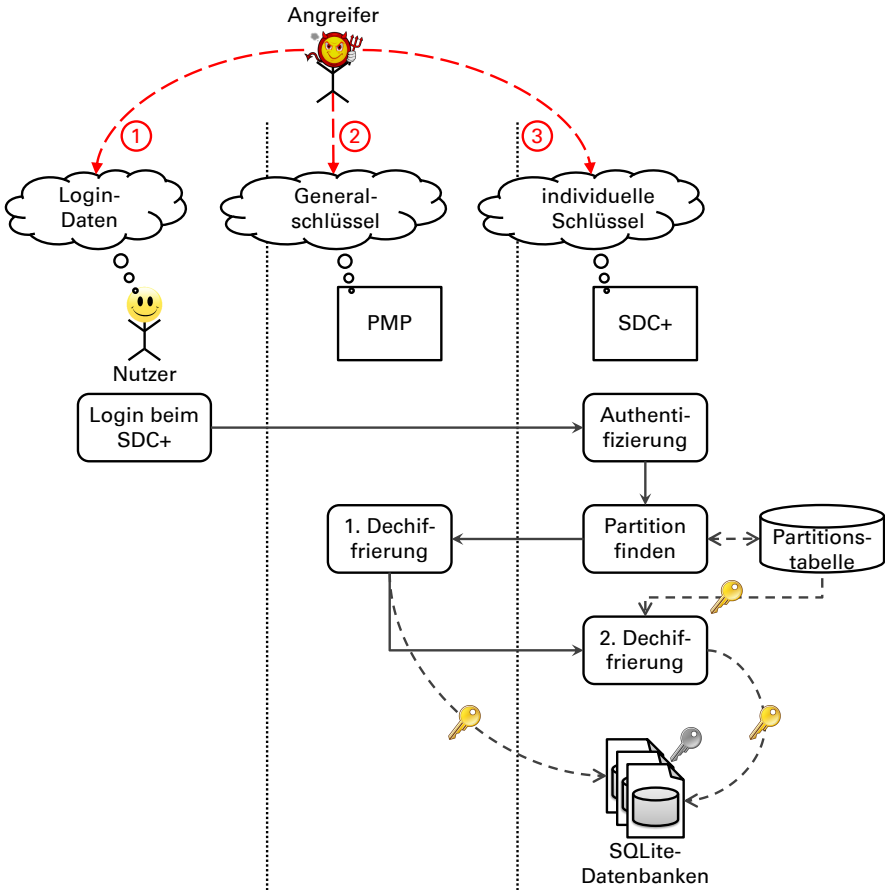 Angreifer
1
2
3
Login-
Daten
General-
schlüssel
individuelle
Schlüssel
PMP
SDC+
Nutzer
Login beim
SDC+
Authenti-
fizierung
1. Dechif-
frierung
Partition
finden
Partitions-
tabelle
2. Dechif-
frierung
SQLite-
Datenbanken